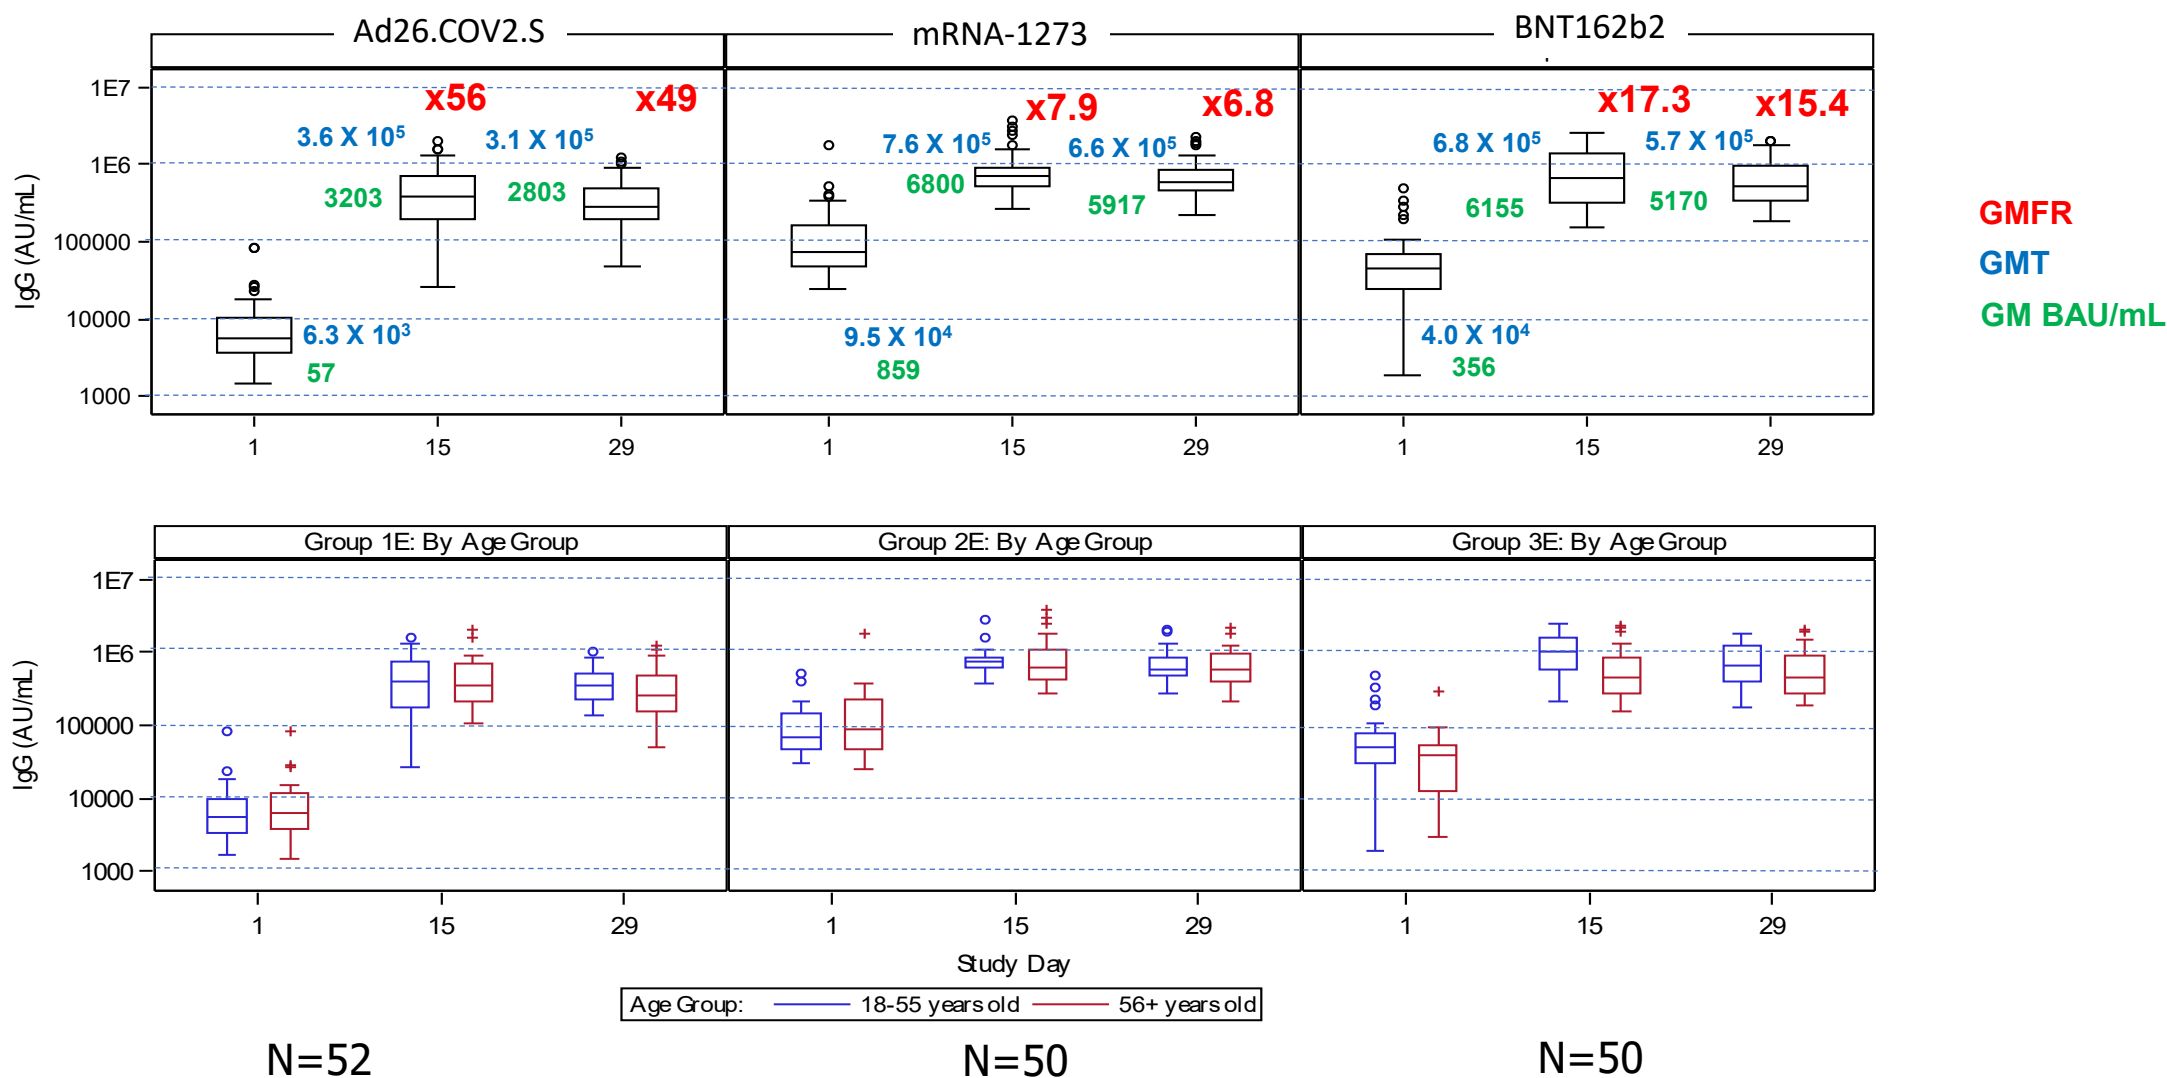 Ad26.COV2.S
mRNA-1273
BNT162b2
1E7
1E6
100000
10000
1000
IgG (AU/mL)
x56
x49
3.6 X 10⁵
3.1 X 10⁵
3203
2803
6.3 X 10³
57
x7.9
x6.8
7.6 X 10⁵
6.6 X 10⁵
6800
5917
9.5 X 10⁴
859
x17.3
x15.4
6.8 X 10⁵
5.7 X 10⁵
6155
5170
4.0 X 10⁴
356
1 15 29
1 15 29
1 15 29
GMFR
GMT
GM BAU/mL
Group 1E: By Age Group
Group 2E: By Age Group
Group 3E: By Age Group
1E7
1E6
100000
10000
1000
IgG (AU/mL)
1 15 29
1 15 29
1 15 29
Study Day
Age Group: 18-55 years old 56+ years old
N=52
N=50
N=50